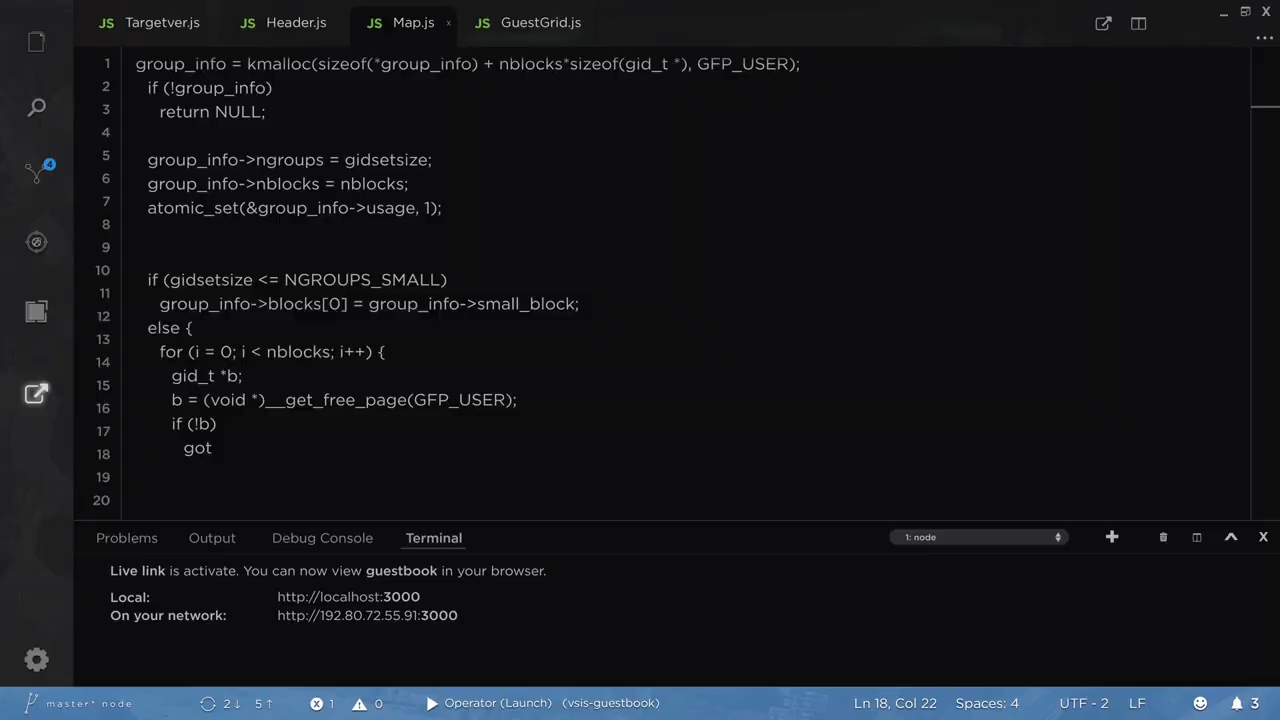 JS Targetver.js JS Header.js JS Map.js x JS GuestGrid.js
1 group_info = kmalloc(sizeof(*group_info) + nblocks*sizeof(gid_t *), GFP_USER);
2 if (!group_info)
3 return NULL;
4
5 group_info->ngroups = gidsetsize;
6 group_info->nblocks = nblocks;
7 atomic_set(&group_info->usage, 1);
8
9
10 if (gidsetsize <= NGROUPS_SMALL)
11 group_info->blocks[0] = group_info->small_block;
12 else {
13 for (i = 0; i < nblocks; i++) {
14 gid_t *b;
15 b = (void *)__get_free_page(GFP_USER);
16 if (!b)
17 got
18
19
20
4
Problems Output Debug Console Terminal 1: node
Live link is activate. You can now view guestbook in your browser.
Local: http://localhost:3000
On your network: http://192.80.72.55.91:3000
master* node 2↓ 5↑ 1 0 Operator (Launch) (vsis-guestbook) Ln 18, Col 22 Spaces: 4 UTF - 2 LF 3